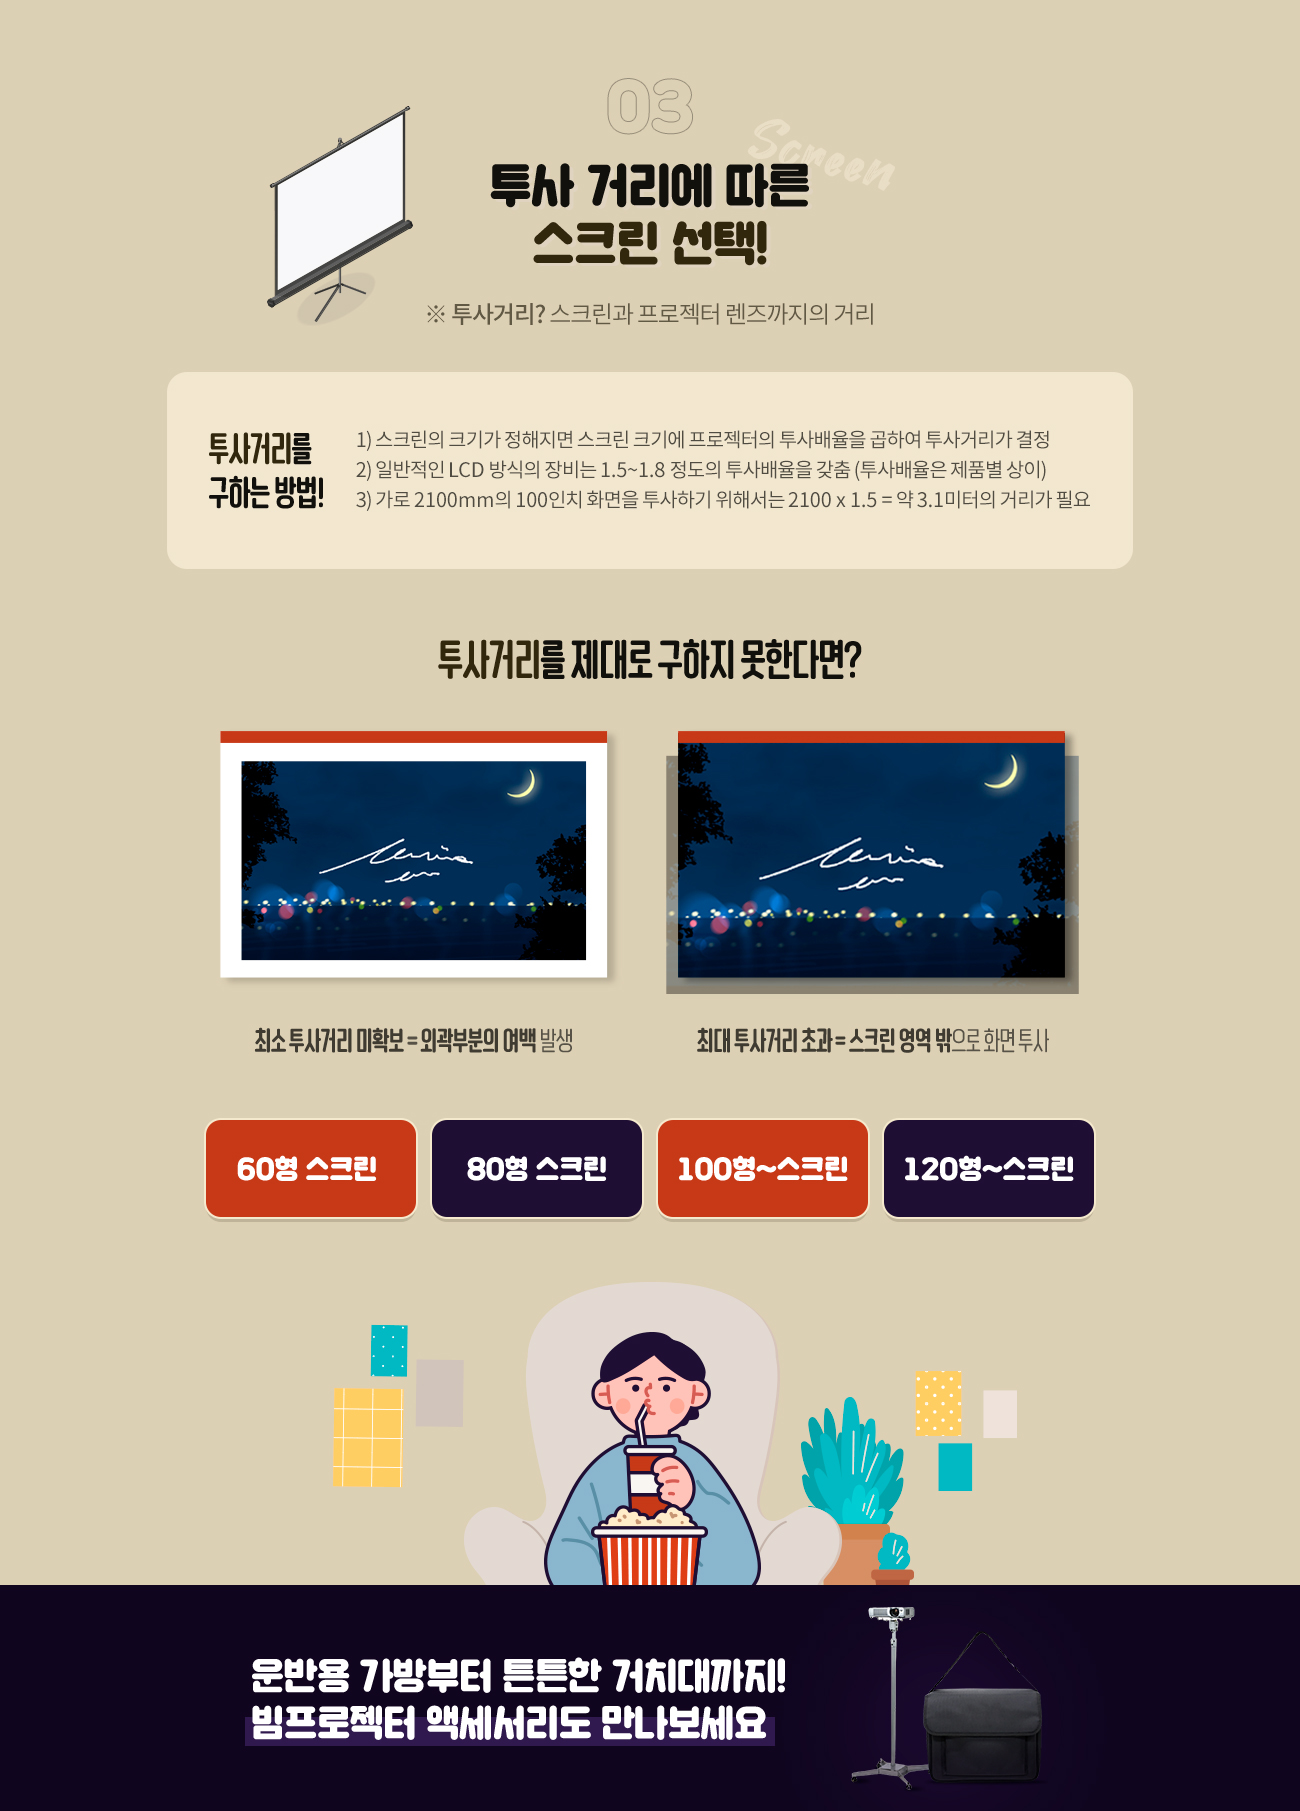 03
Screen
투사 거리에 따른
스크린 선택!
※ 투사거리? 스크린과 프로젝터 렌즈까지의 거리
투사거리를
구하는 방법!
1) 스크린의 크기가 정해지면 스크린 크기에 프로젝터의 투사배율을 곱하여 투사거리가 결정
2) 일반적인 LCD 방식의 장비는 1.5~1.8 정도의 투사배율을 갖춤 (투사배율은 제품별 상이)
3) 가로 2100mm의 100인치 화면을 투사하기 위해서는 2100 x 1.5 = 약 3.1미터의 거리가 필요
투사거리를 제대로 구하지 못한다면?
최소 투사거리 미확보 = 외곽부분의 여백 발생
최대 투사거리 초과 = 스크린 영역 밖으로 화면 투사
60형 스크린
80형 스크린
100형~스크린
120형~스크린
운반용 가방부터 튼튼한 거치대까지!
빔프로젝터 액세서리도 만나보세요